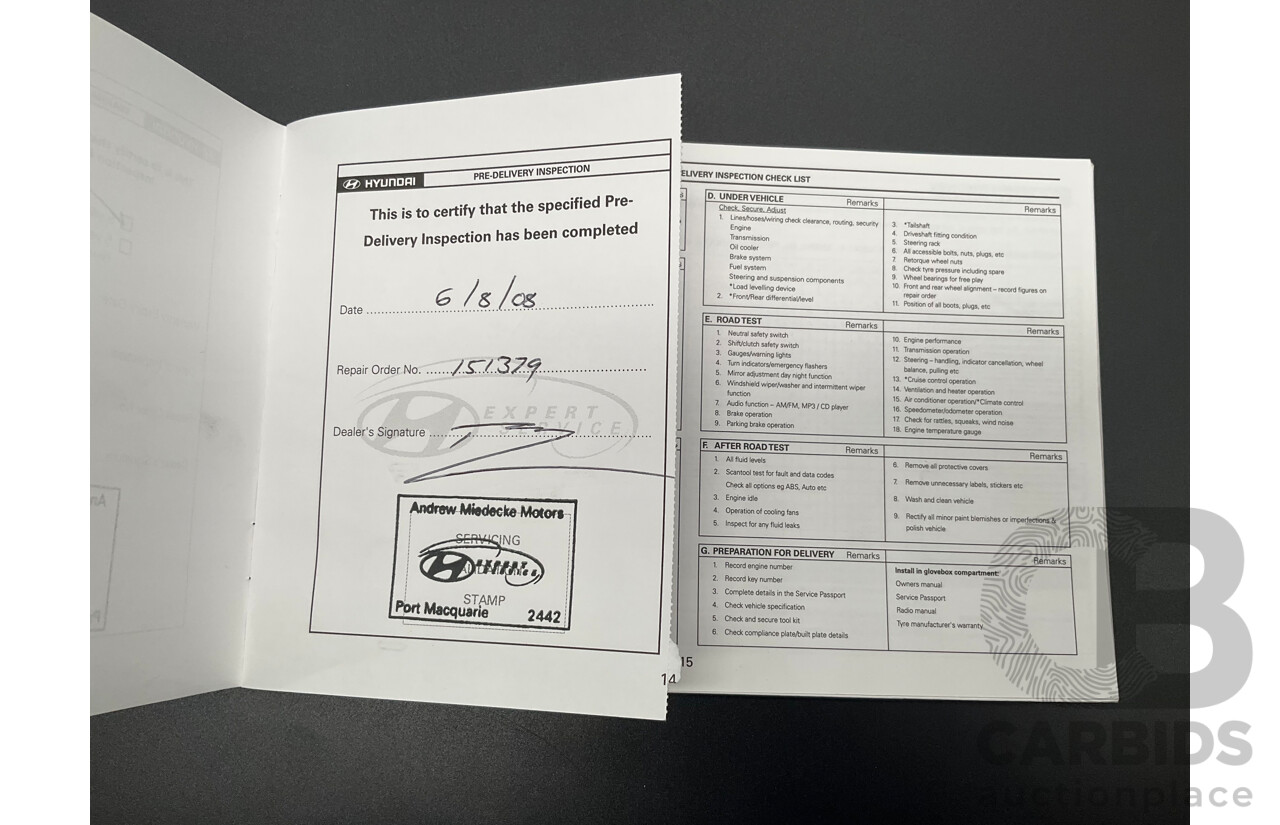 HYUNDAI PRE-DELIVERY INSPECTION
This is to certify that the specified Pre-
Delivery Inspection has been completed
Date 6/8/08
Repair Order No. 151379
EXPERT
SERVICE
Dealer's Signature
Andrew Miedecke Motors
SERVICING
STAMP
Port Macquarie 2442
14
ELIVERY INSPECTION CHECK LIST
D. UNDER VEHICLE Remarks
Check, Secure, Adjust
1. Lines/hoses/wiring check clearance, routing, security
Engine
Transmission
Oil cooler
Brake system
Fuel system
Steering and suspension components
*Load levelling device
2. *Front/Rear differential/level
Remarks
3. *Tailshaft
4. Driveshaft fitting condition
5. Steering rack
6. All accessible bolts, nuts, plugs, etc
7. Retorque wheel nuts
8. Check tyre pressure including spare
9. Wheel bearings for free play
10. Front and rear wheel alignment – record figures on
repair order
11. Position of all boots, plugs, etc
E. ROAD TEST Remarks
1. Neutral safety switch
2. Shift/clutch safety switch
3. Gauges/warning lights
4. Turn indicators/emergency flashers
5. Mirror adjustment day night function
6. Windshield wiper/washer and intermittent wiper
function
7. Audio function – AM/FM, MP3 / CD player
8. Brake operation
9. Parking brake operation
Remarks
10. Engine performance
11. Transmission operation
12. Steering – handling, indicator cancellation, wheel
balance, pulling etc
13. *Cruise control operation
14. Ventilation and heater operation
15. Air conditioner operation/*Climate control
16. Speedometer/odometer operation
17. Check for rattles, squeaks, wind noise
18. Engine temperature gauge
F. AFTER ROAD TEST Remarks
1. All fluid levels
2. Scantool test for fault and data codes
Check all options eg ABS, Auto etc
3. Engine idle
4. Operation of cooling fans
5. Inspect for any fluid leaks
Remarks
6. Remove all protective covers
7. Remove unnecessary labels, stickers etc
8. Wash and clean vehicle
9. Rectify all minor paint blemishes or imperfections &
polish vehicle
G. PREPARATION FOR DELIVERY Remarks
1. Record engine number
2. Record key number
3. Complete details in the Service Passport
4. Check vehicle specification
5. Check and secure tool kit
6. Check compliance plate/built plate details
Remarks
Install in glovebox compartment:
Owners manual
Service Passport
Radio manual
Tyre manufacturer's warranty
15
CB
CARBIDS
auctionplace